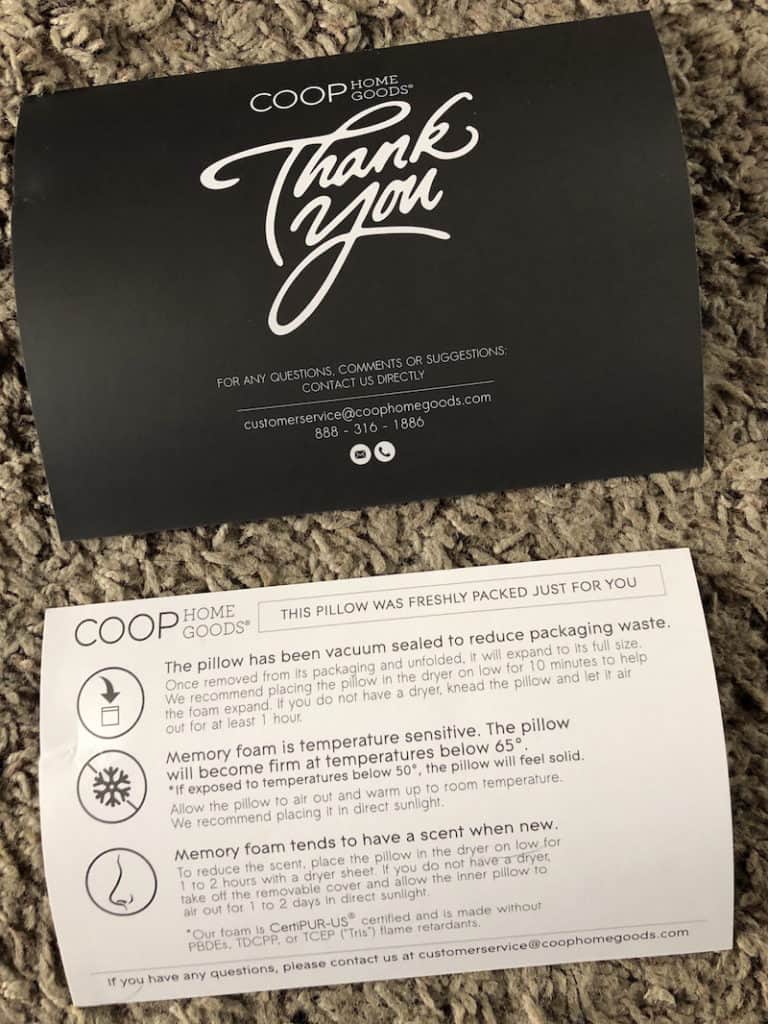 COOP HOME GOODS®
Thank
you
FOR ANY QUESTIONS, COMMENTS OR SUGGESTIONS:
CONTACT US DIRECTLY
customerservice@coophomegoods.com
888 - 316 - 1886
COOP HOME GOODS®
THIS PILLOW WAS FRESHLY PACKED JUST FOR YOU
The pillow has been vacuum sealed to reduce packaging waste.
Once removed from its packaging and unfolded, it will expand to its full size.
We recommend placing the pillow in the dryer on low for 10 minutes to help
the foam expand. If you do not have a dryer, knead the pillow and let it air
out for at least 1 hour.
Memory foam is temperature sensitive. The pillow
will become firm at temperatures below 65°.
*If exposed to temperatures below 50°, the pillow will feel solid.
Allow the pillow to air out and warm up to room temperature.
We recommend placing it in direct sunlight.
Memory foam tends to have a scent when new.
To reduce the scent, place the pillow in the dryer on low for
1 to 2 hours with a dryer sheet. If you do not have a dryer,
take off the removable cover and allow the inner pillow to
air out for 1 to 2 days in direct sunlight.
*Our foam is CertiPUR-US® certified and is made without
PBDEs, TDCPP, or TCEP ("Tris") flame retardants.
If you have any questions, please contact us at customerservice@coophomegoods.com